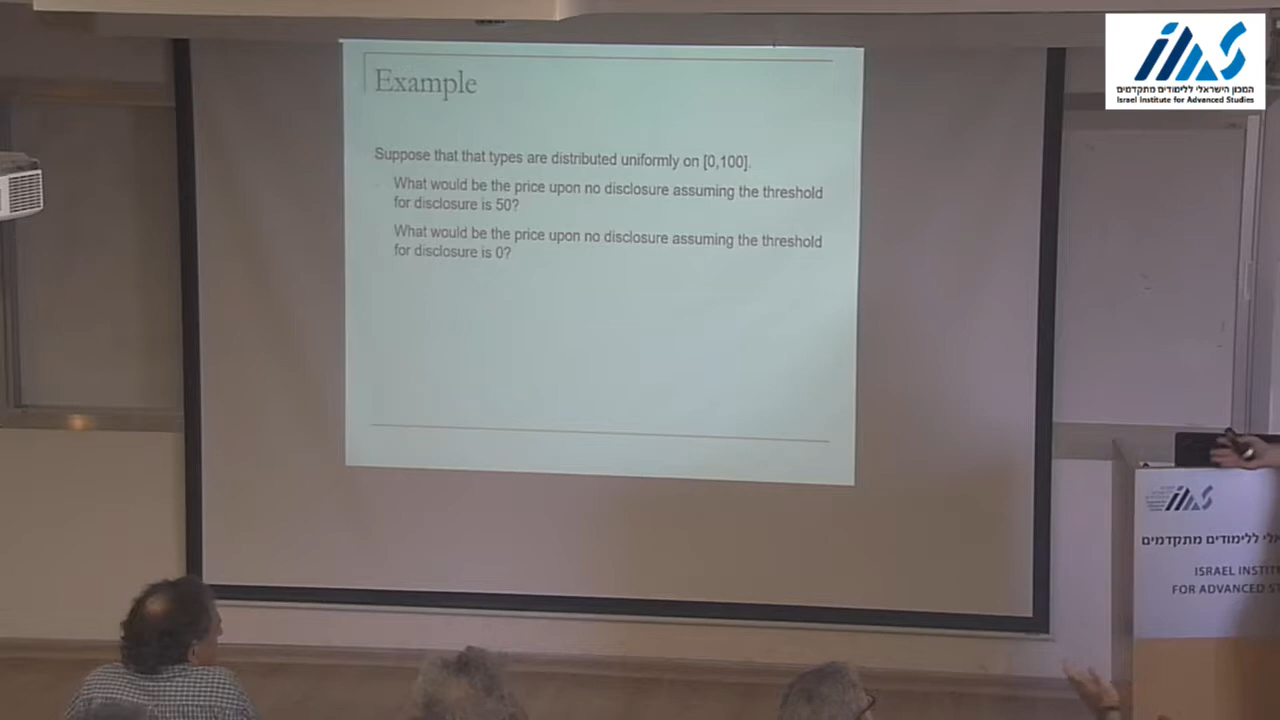 Example
Suppose that that types are distributed uniformly on [0,100].
What would be the price upon no disclosure assuming the threshold
for disclosure is 50?
What would be the price upon no disclosure assuming the threshold
for disclosure is 0?
המכון הישראלי ללימודים מתקדמים
Israel Institute for Advanced Studies
ללימודים מתקדמים
ISRAEL INSTIT
FOR ADVANCED S